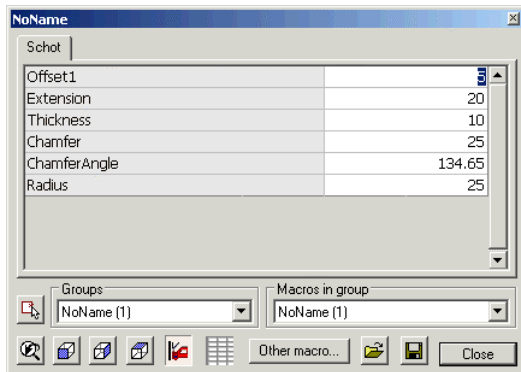 NoName
Schot
Offset1 5
Extension 20
Thickness 10
Chamfer 25
ChamferAngle 134.65
Radius 25
Groups Macros in group
NoName (1) NoName (1)
Other macro... Close